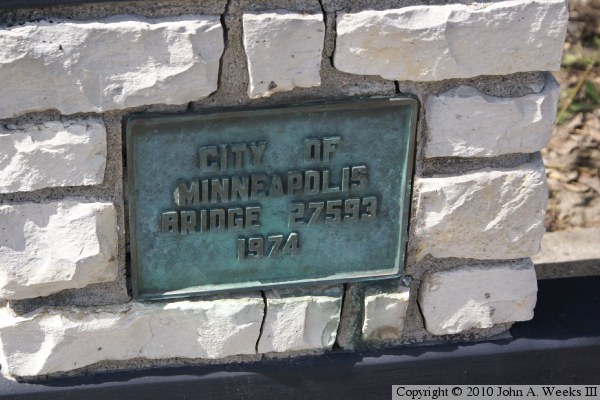 CITY OF
MINNEAPOLIS
BRIDGE 27593
1974
Copyright © 2010 John A. Weeks III